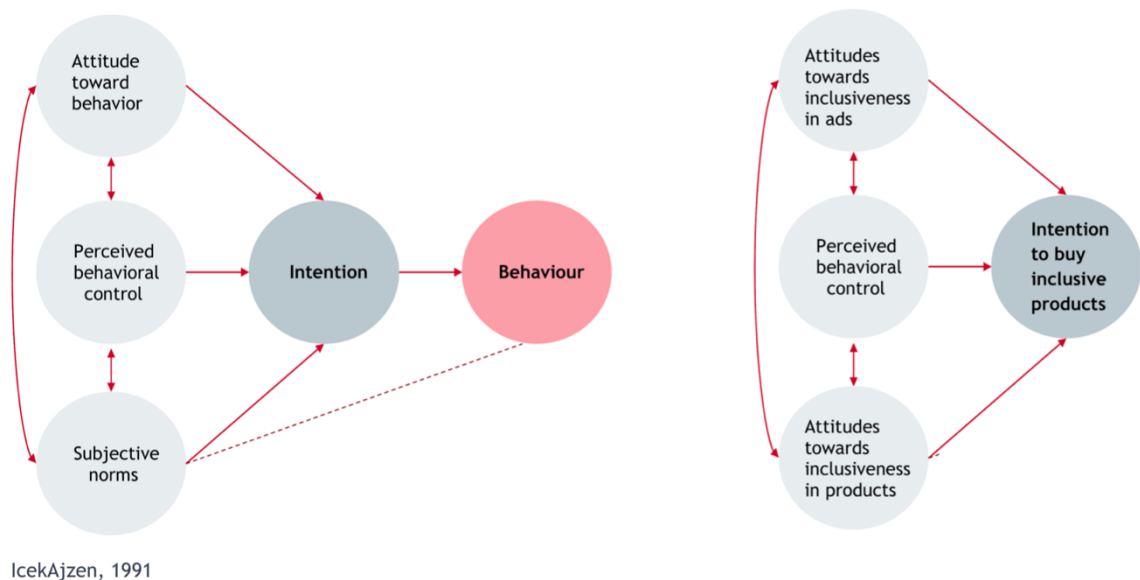 Attitude
toward
behavior
Perceived
behavioral
control
Subjective
norms
Intention
Behaviour
IcekAjzen, 1991
Attitudes
towards
inclusiveness
in ads
Perceived
behavioral
control
Attitudes
towards
inclusiveness
in products
Intention
to buy
inclusive
products